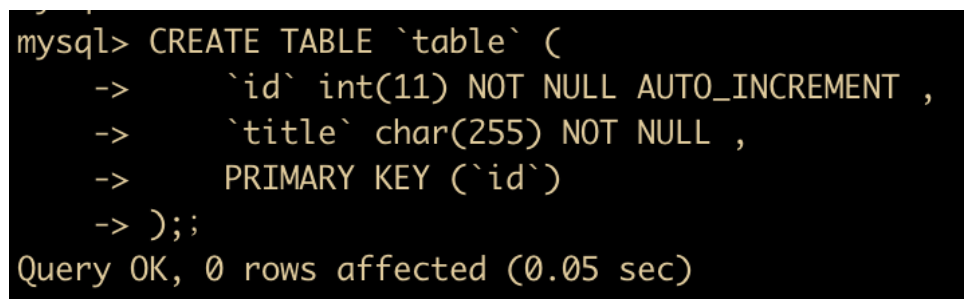 mysql> CREATE TABLE `table` (
    ->     `id` int(11) NOT NULL AUTO_INCREMENT ,
    ->     `title` char(255) NOT NULL ,
    ->     PRIMARY KEY (`id`)
    -> );;
Query OK, 0 rows affected (0.05 sec)